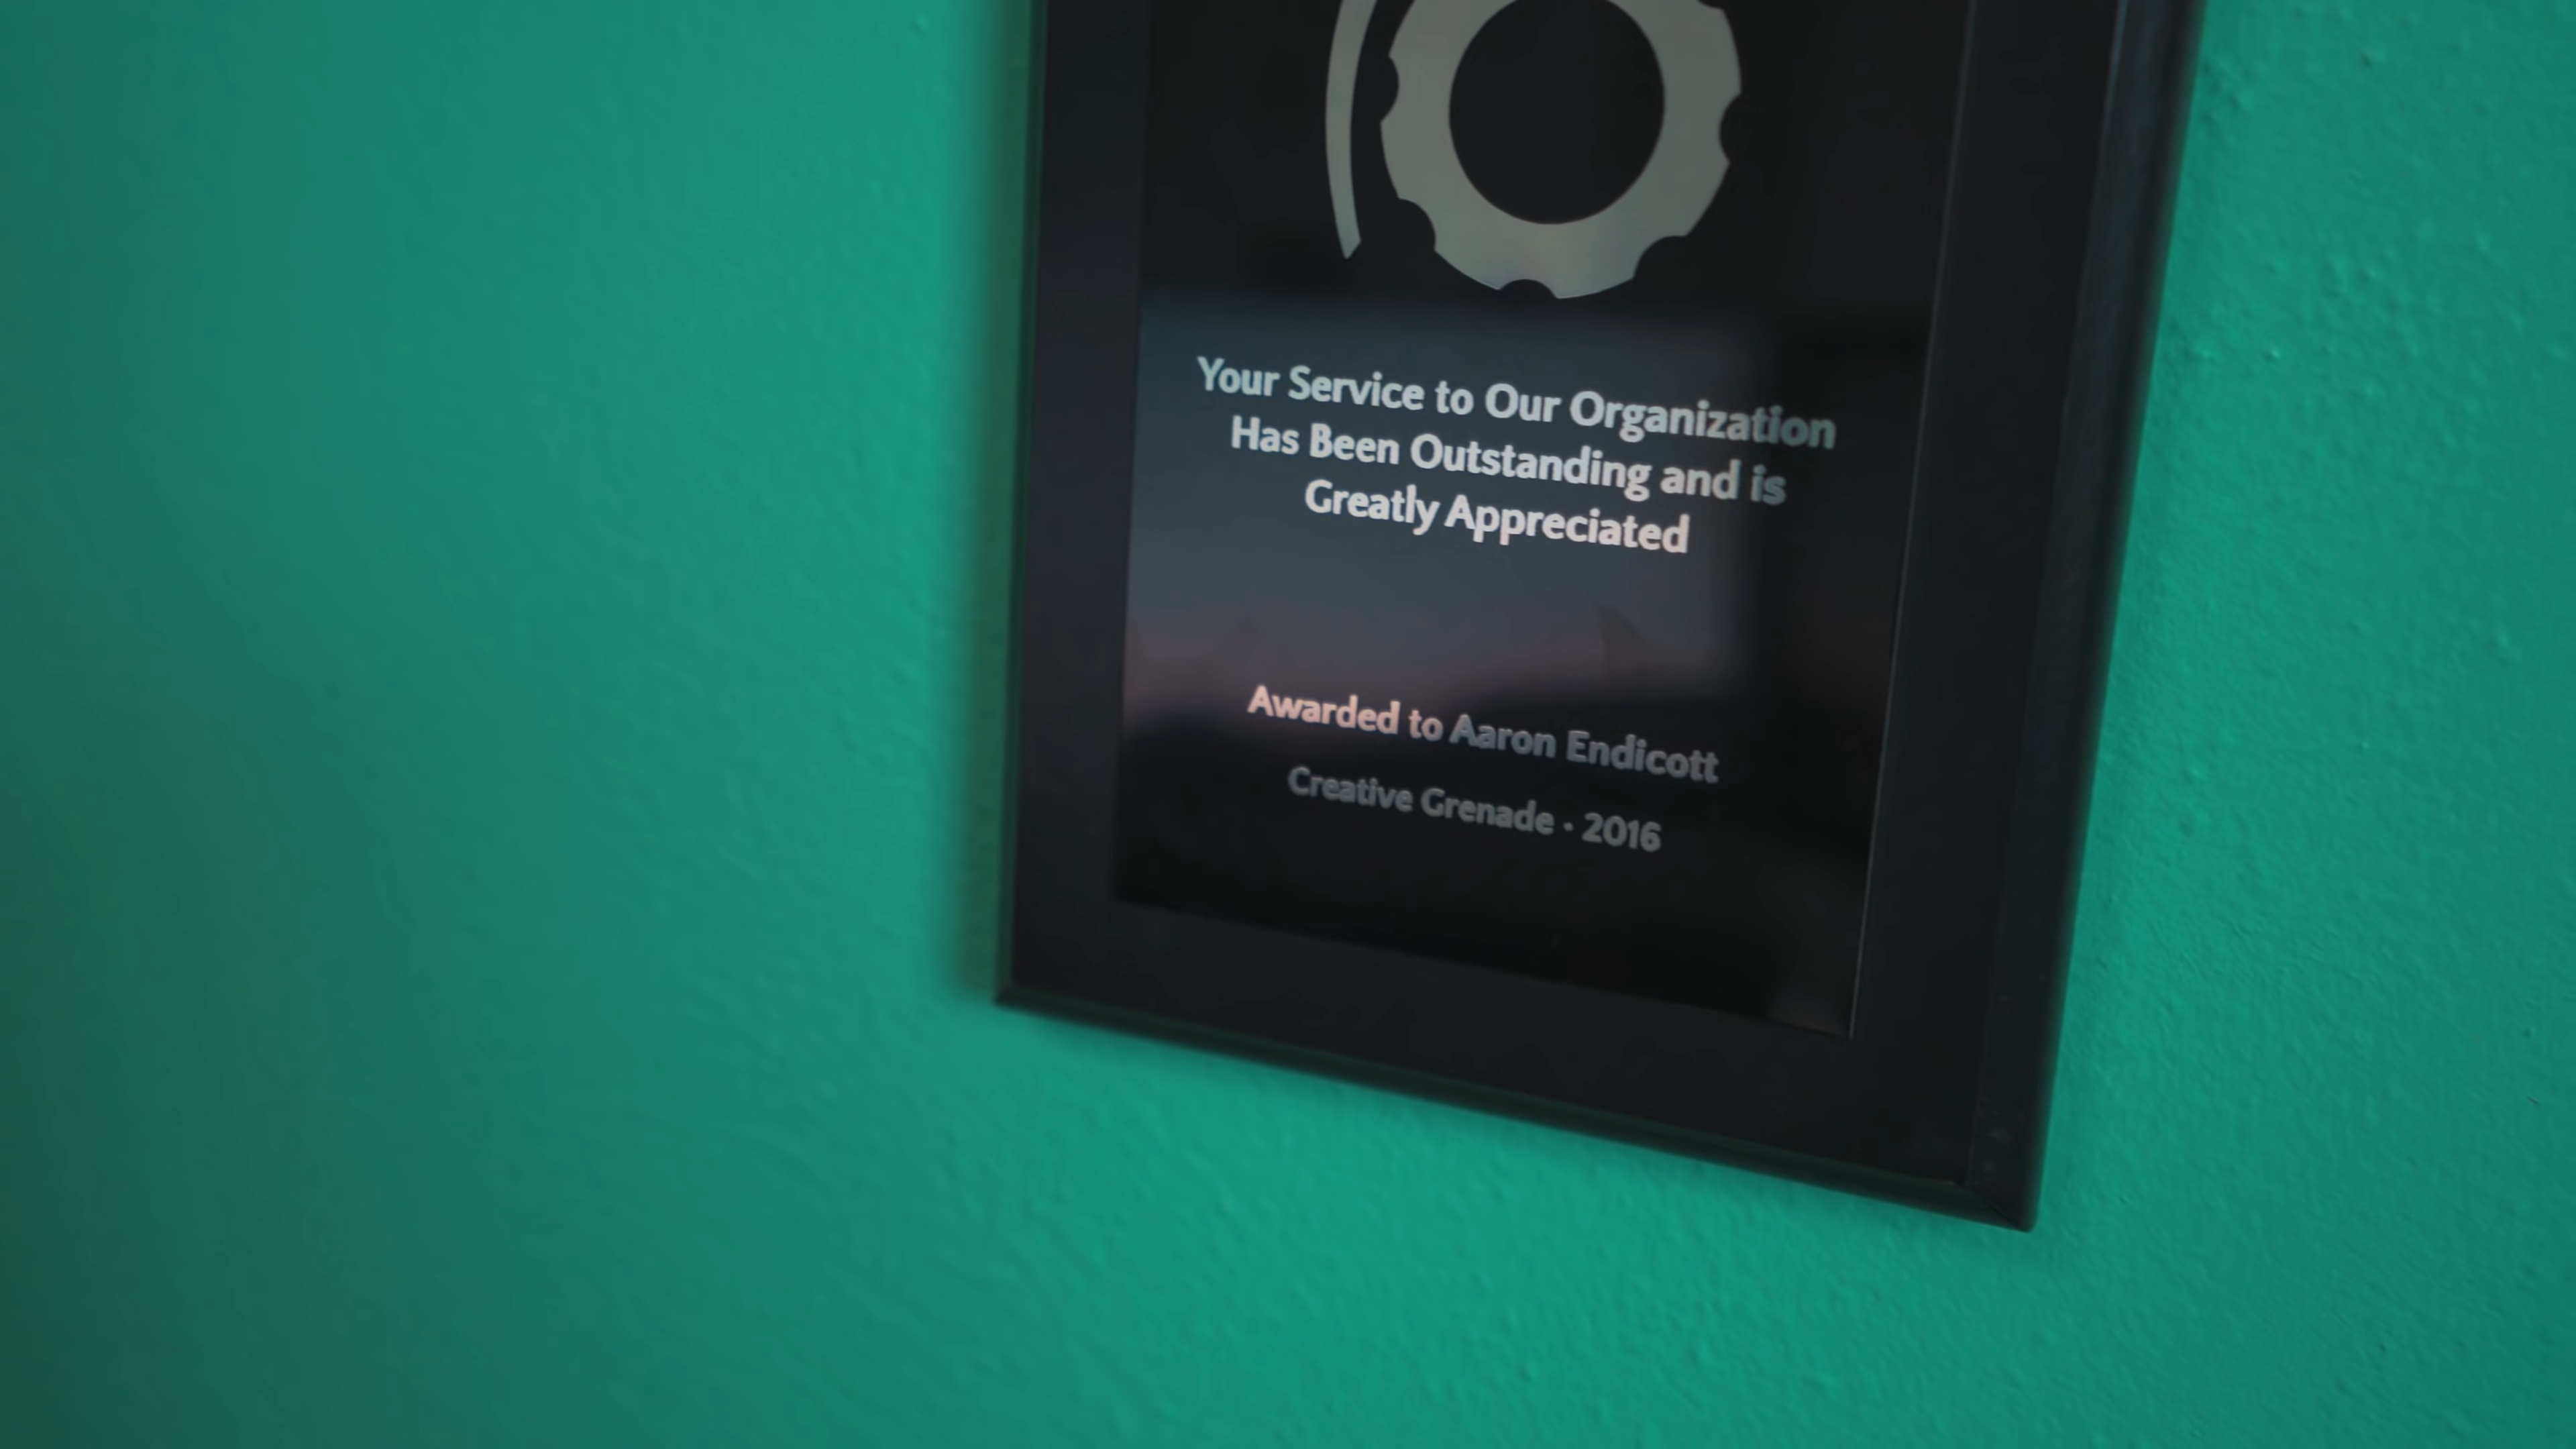 Your Service to Our Organization
Has Been Outstanding and is
Greatly Appreciated
Awarded to Aaron Endicott
Creative Grenade · 2016